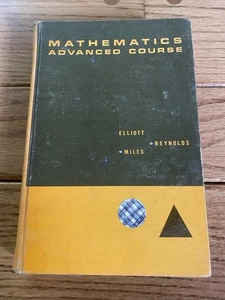 MATHEMATICS
ADVANCED COURSE
ELLIOTT
REYNOLDS
MILES